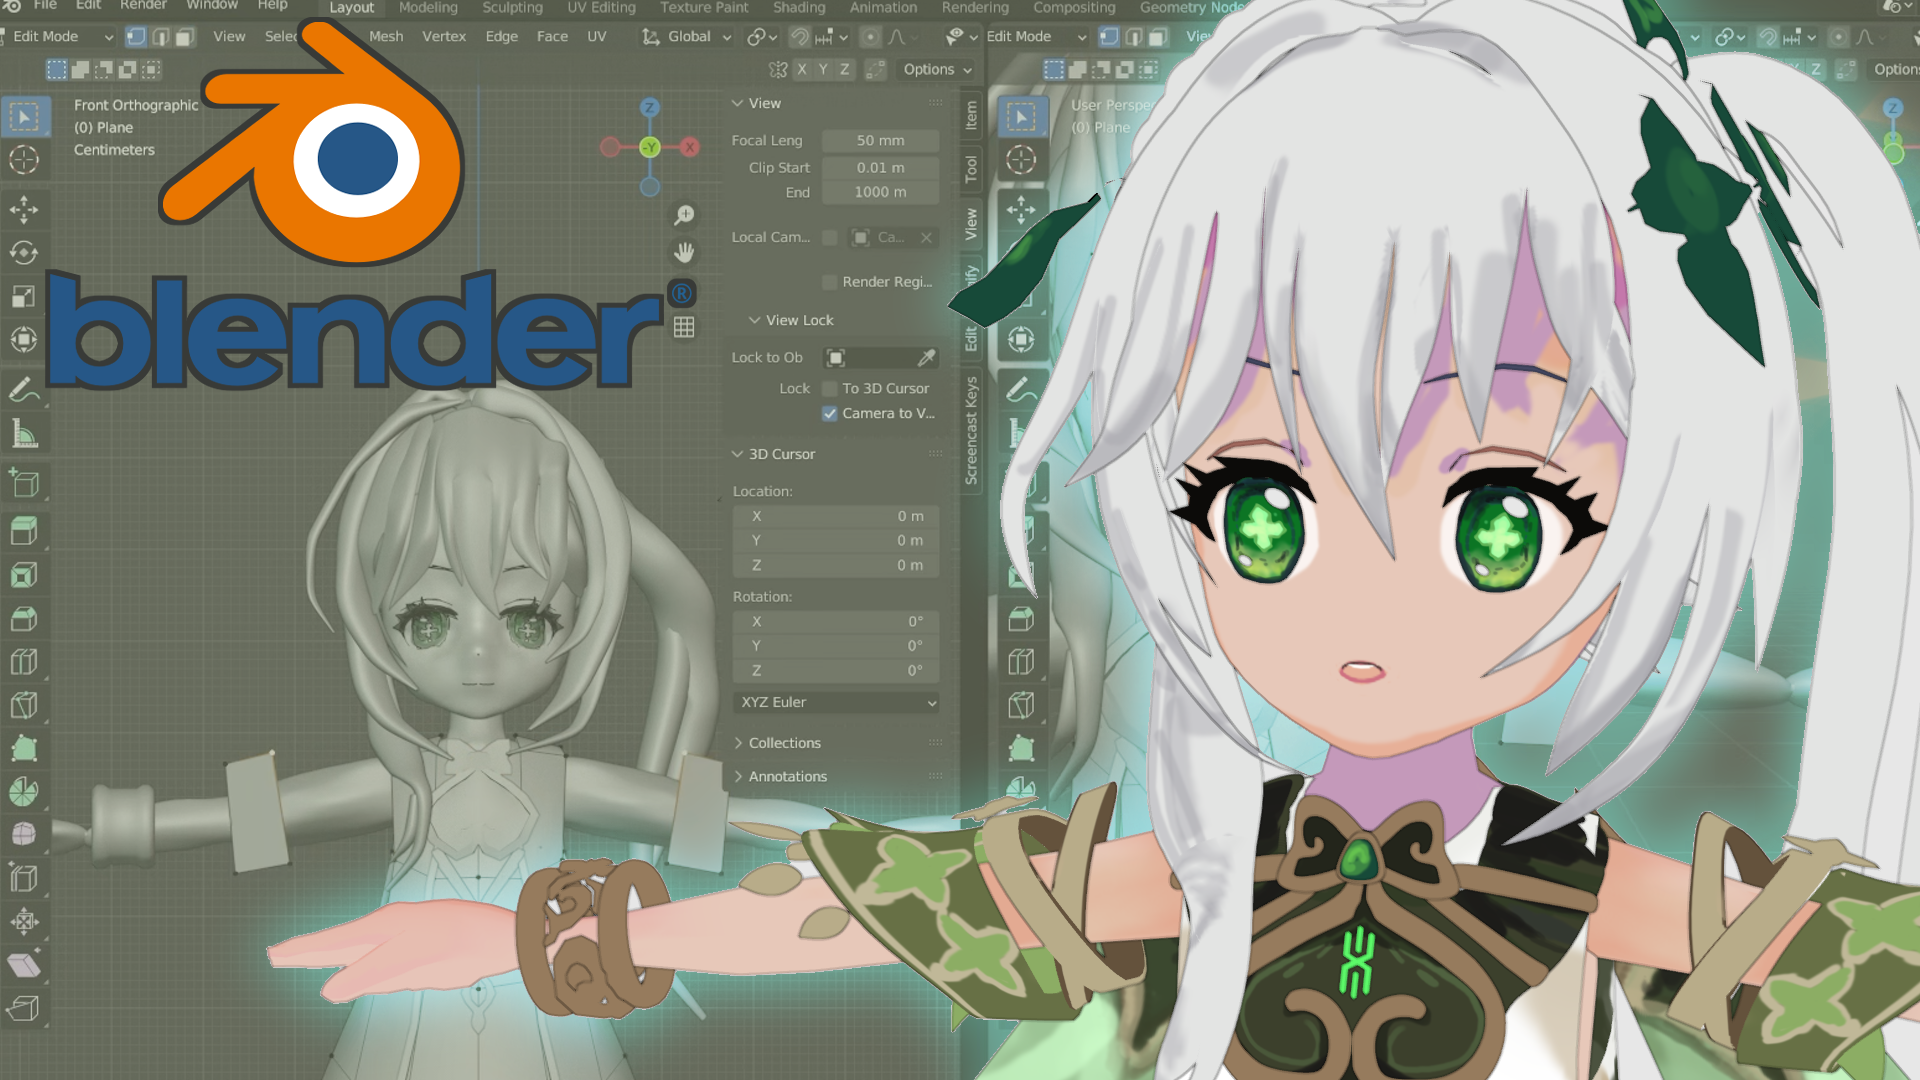 File Edit Render Window Help Layout Modeling Sculpting UV Editing Texture Paint Shading Animation Rendering Compositing Geometry Node
Edit Mode View Selec Mesh Vertex Edge Face UV Global Edit Mode Vie
X Y Z Options Z Options
Front Orthographic
(0) Plane
Centimeters
blender®
Z
-Y X
View
Focal Leng 50 mm
Clip Start 0.01 m
End 1000 m
Local Cam... Ca...
Render Regi...
View Lock
Lock to Ob
Lock To 3D Cursor
Camera to V...
3D Cursor
Location:
X 0 m
Y 0 m
Z 0 m
Rotation:
X 0°
Y 0°
Z 0°
XYZ Euler
Collections
Annotations
Item
Tool
View
Edit
Screencast Keys
User Perspe
(0) Plane
Z